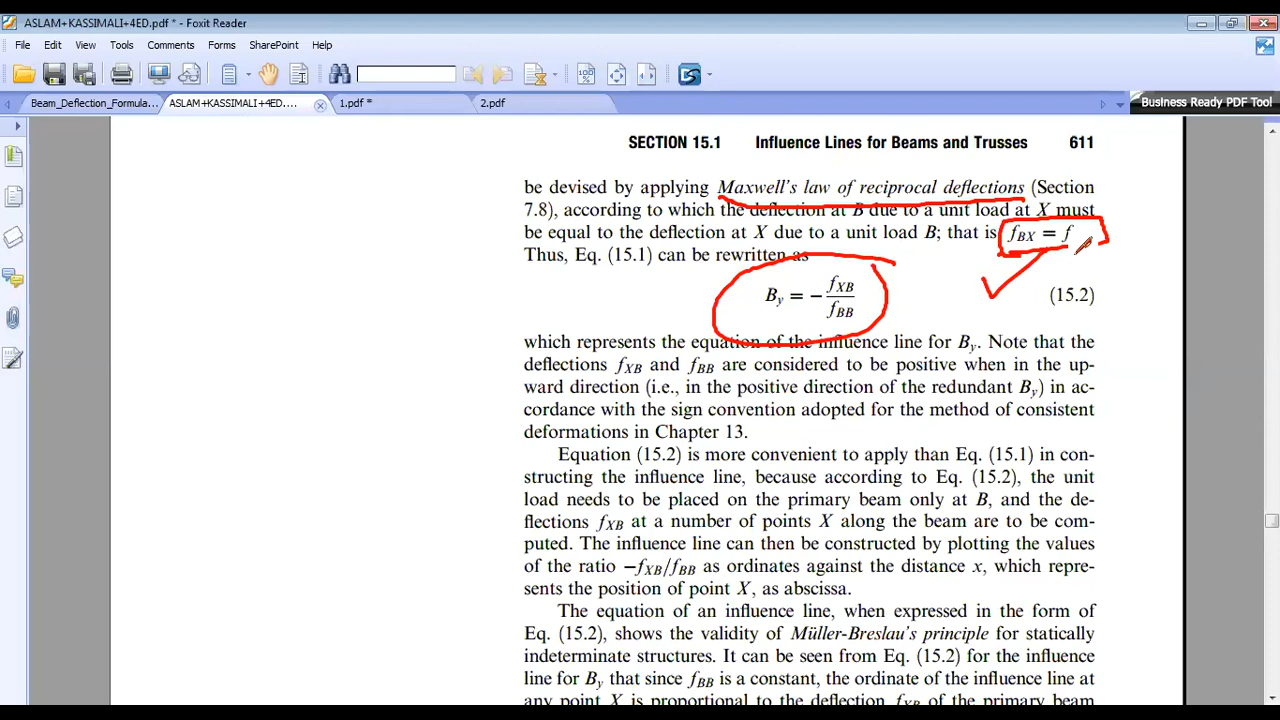 ASLAM+KASSIMALI+4ED.pdf * - Foxit Reader
File Edit View Tools Comments Forms SharePoint Help
Beam_Deflection_Formula... ASLAM+KASSIMALI+4ED.... 1.pdf * 2.pdf Business Ready PDF Tool
SECTION 15.1 Influence Lines for Beams and Trusses 611
be devised by applying Maxwell's law of reciprocal deflections (Section
7.8), according to which the deflection at B due to a unit load at X must
be equal to the deflection at X due to a unit load B; that is f_BX = f
Thus, Eq. (15.1) can be rewritten as
B_y = − f_XB / f_BB (15.2)
which represents the equation of the influence line for B_y. Note that the
deflections f_XB and f_BB are considered to be positive when in the up-
ward direction (i.e., in the positive direction of the redundant B_y) in ac-
cordance with the sign convention adopted for the method of consistent
deformations in Chapter 13.
Equation (15.2) is more convenient to apply than Eq. (15.1) in con-
structing the influence line, because according to Eq. (15.2), the unit
load needs to be placed on the primary beam only at B, and the de-
flections f_XB at a number of points X along the beam are to be com-
puted. The influence line can then be constructed by plotting the values
of the ratio −f_XB/f_BB as ordinates against the distance x, which repre-
sents the position of point X, as abscissa.
The equation of an influence line, when expressed in the form of
Eq. (15.2), shows the validity of Müller-Breslau's principle for statically
indeterminate structures. It can be seen from Eq. (15.2) for the influence
line for B_y that since f_BB is a constant, the ordinate of the influence line at
any point X is proportional to the deflection f_XB of the primary beam